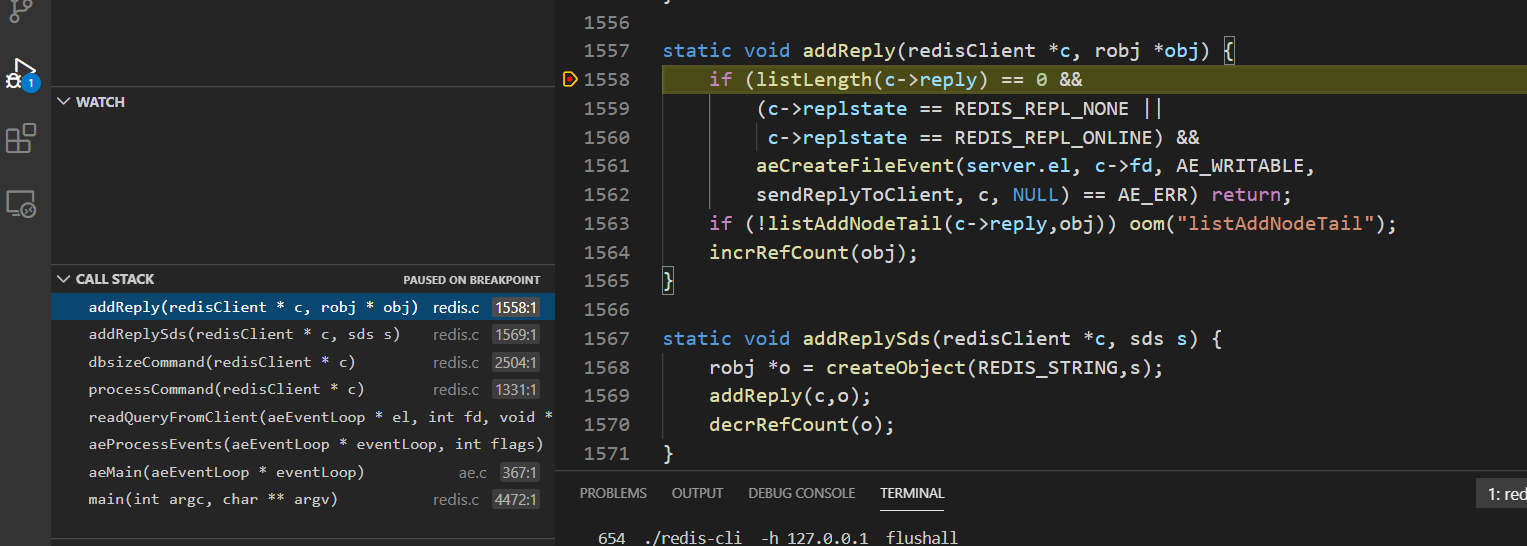 1
WATCH
CALL STACK PAUSED ON BREAKPOINT
addReply(redisClient * c, robj * obj) redis.c 1558:1
addReplySds(redisClient * c, sds s) redis.c 1569:1
dbsizeCommand(redisClient * c) redis.c 2504:1
processCommand(redisClient * c) redis.c 1331:1
readQueryFromClient(aeEventLoop * el, int fd, void *
aeProcessEvents(aeEventLoop * eventLoop, int flags)
aeMain(aeEventLoop * eventLoop) ae.c 367:1
main(int argc, char ** argv) redis.c 4472:1
1556
1557 static void addReply(redisClient *c, robj *obj) {
1558 if (listLength(c->reply) == 0 &&
1559 (c->replstate == REDIS_REPL_NONE ||
1560 c->replstate == REDIS_REPL_ONLINE) &&
1561 aeCreateFileEvent(server.el, c->fd, AE_WRITABLE,
1562 sendReplyToClient, c, NULL) == AE_ERR) return;
1563 if (!listAddNodeTail(c->reply,obj)) oom("listAddNodeTail");
1564 incrRefCount(obj);
1565 }
1566
1567 static void addReplySds(redisClient *c, sds s) {
1568 robj *o = createObject(REDIS_STRING,s);
1569 addReply(c,o);
1570 decrRefCount(o);
1571 }
PROBLEMS OUTPUT DEBUG CONSOLE TERMINAL 1: red
654 ./redis-cli -h 127.0.0.1 flushall